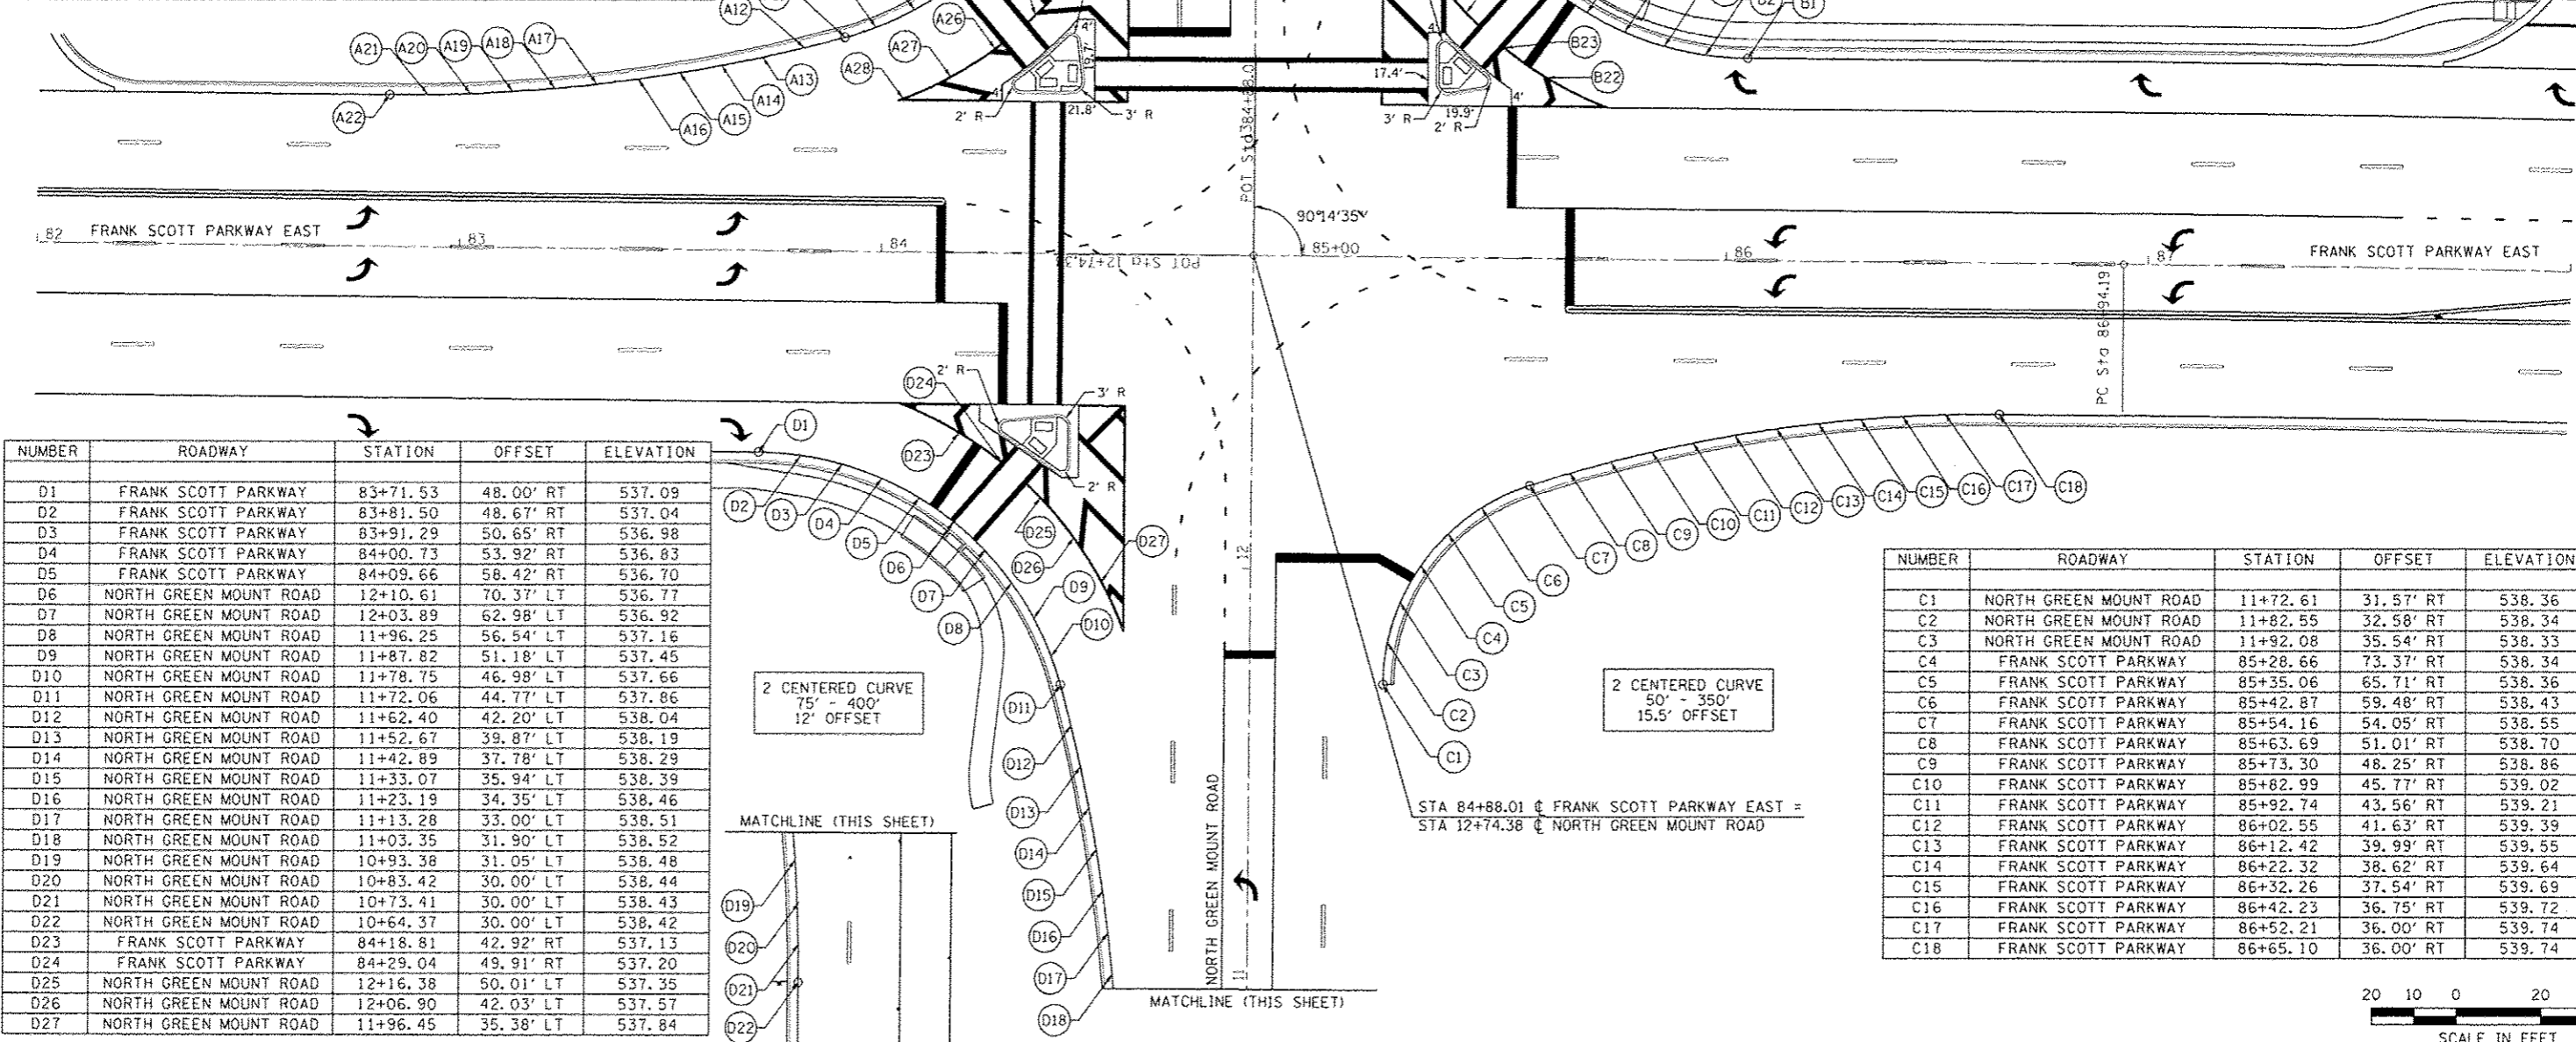 A12
A26
B2
B1
A21
A20
A19
A18
A17
A27
4'
4'
B23
A28
A13
B22
A22
A14
A15
A16
4'
17.4'
4'
2' R
21.8'
3' R
3' R
19.9'
2' R
90°14'35"
82
FRANK SCOTT PARKWAY EAST
83
84
85+00
86
87
FRANK SCOTT PARKWAY EAST
POT Sta 12+74.3
PC Sta 86+94.19
D24
2' R
3' R
D1
D23
2' R
D2
D3
D4
D5
D6
D7
D8
D25
D26
D27
D9
D10
D11
D12
D13
D14
D15
D16
D17
D18
12
11
NORTH GREEN MOUNT ROAD
C18
C17
C16
C15
C14
C13
C12
C11
C10
C9
C8
C7
C6
C5
C4
C3
C2
C1
NUMBER ROADWAY STATION OFFSET ELEVATION
D1 FRANK SCOTT PARKWAY 83+71.53 48.00' RT 537.09
D2 FRANK SCOTT PARKWAY 83+81.50 48.67' RT 537.04
D3 FRANK SCOTT PARKWAY 83+91.29 50.65' RT 536.98
D4 FRANK SCOTT PARKWAY 84+00.73 53.92' RT 536.83
D5 FRANK SCOTT PARKWAY 84+09.66 58.42' RT 536.70
D6 NORTH GREEN MOUNT ROAD 12+10.61 70.37' LT 536.77
D7 NORTH GREEN MOUNT ROAD 12+03.89 62.98' LT 536.92
D8 NORTH GREEN MOUNT ROAD 11+96.25 56.54' LT 537.16
D9 NORTH GREEN MOUNT ROAD 11+87.82 51.18' LT 537.45
D10 NORTH GREEN MOUNT ROAD 11+78.75 46.98' LT 537.66
D11 NORTH GREEN MOUNT ROAD 11+72.06 44.77' LT 537.86
D12 NORTH GREEN MOUNT ROAD 11+62.40 42.20' LT 538.04
D13 NORTH GREEN MOUNT ROAD 11+52.67 39.87' LT 538.19
D14 NORTH GREEN MOUNT ROAD 11+42.89 37.78' LT 538.29
D15 NORTH GREEN MOUNT ROAD 11+33.07 35.94' LT 538.39
D16 NORTH GREEN MOUNT ROAD 11+23.19 34.35' LT 538.46
D17 NORTH GREEN MOUNT ROAD 11+13.28 33.00' LT 538.51
D18 NORTH GREEN MOUNT ROAD 11+03.35 31.90' LT 538.52
D19 NORTH GREEN MOUNT ROAD 10+93.38 31.05' LT 538.48
D20 NORTH GREEN MOUNT ROAD 10+83.42 30.00' LT 538.44
D21 NORTH GREEN MOUNT ROAD 10+73.41 30.00' LT 538.43
D22 NORTH GREEN MOUNT ROAD 10+64.37 30.00' LT 538.42
D23 FRANK SCOTT PARKWAY 84+18.81 42.92' RT 537.13
D24 FRANK SCOTT PARKWAY 84+29.04 49.91' RT 537.20
D25 NORTH GREEN MOUNT ROAD 12+16.38 50.01' LT 537.35
D26 NORTH GREEN MOUNT ROAD 12+06.90 42.03' LT 537.57
D27 NORTH GREEN MOUNT ROAD 11+96.45 35.38' LT 537.84
2 CENTERED CURVE
75' - 400'
12' OFFSET
MATCHLINE (THIS SHEET)
D19
D20
D21
D22
MATCHLINE (THIS SHEET)
2 CENTERED CURVE
50' - 350'
15.5' OFFSET
STA 84+88.01 ℄ FRANK SCOTT PARKWAY EAST =
STA 12+74.38 ℄ NORTH GREEN MOUNT ROAD
NUMBER ROADWAY STATION OFFSET ELEVATION
C1 NORTH GREEN MOUNT ROAD 11+72.61 31.57' RT 538.36
C2 NORTH GREEN MOUNT ROAD 11+82.55 32.58' RT 538.34
C3 NORTH GREEN MOUNT ROAD 11+92.08 35.54' RT 538.33
C4 FRANK SCOTT PARKWAY 85+28.66 73.37' RT 538.34
C5 FRANK SCOTT PARKWAY 85+35.06 65.71' RT 538.36
C6 FRANK SCOTT PARKWAY 85+42.87 59.48' RT 538.43
C7 FRANK SCOTT PARKWAY 85+54.16 54.05' RT 538.55
C8 FRANK SCOTT PARKWAY 85+63.69 51.01' RT 538.70
C9 FRANK SCOTT PARKWAY 85+73.30 48.25' RT 538.86
C10 FRANK SCOTT PARKWAY 85+82.99 45.77' RT 539.02
C11 FRANK SCOTT PARKWAY 85+92.74 43.56' RT 539.21
C12 FRANK SCOTT PARKWAY 86+02.55 41.63' RT 539.39
C13 FRANK SCOTT PARKWAY 86+12.42 39.99' RT 539.55
C14 FRANK SCOTT PARKWAY 86+22.32 38.62' RT 539.64
C15 FRANK SCOTT PARKWAY 86+32.26 37.54' RT 539.69
C16 FRANK SCOTT PARKWAY 86+42.23 36.75' RT 539.72
C17 FRANK SCOTT PARKWAY 86+52.21 36.00' RT 539.74
C18 FRANK SCOTT PARKWAY 86+65.10 36.00' RT 539.74
20 10 0 20
SCALE IN FEET